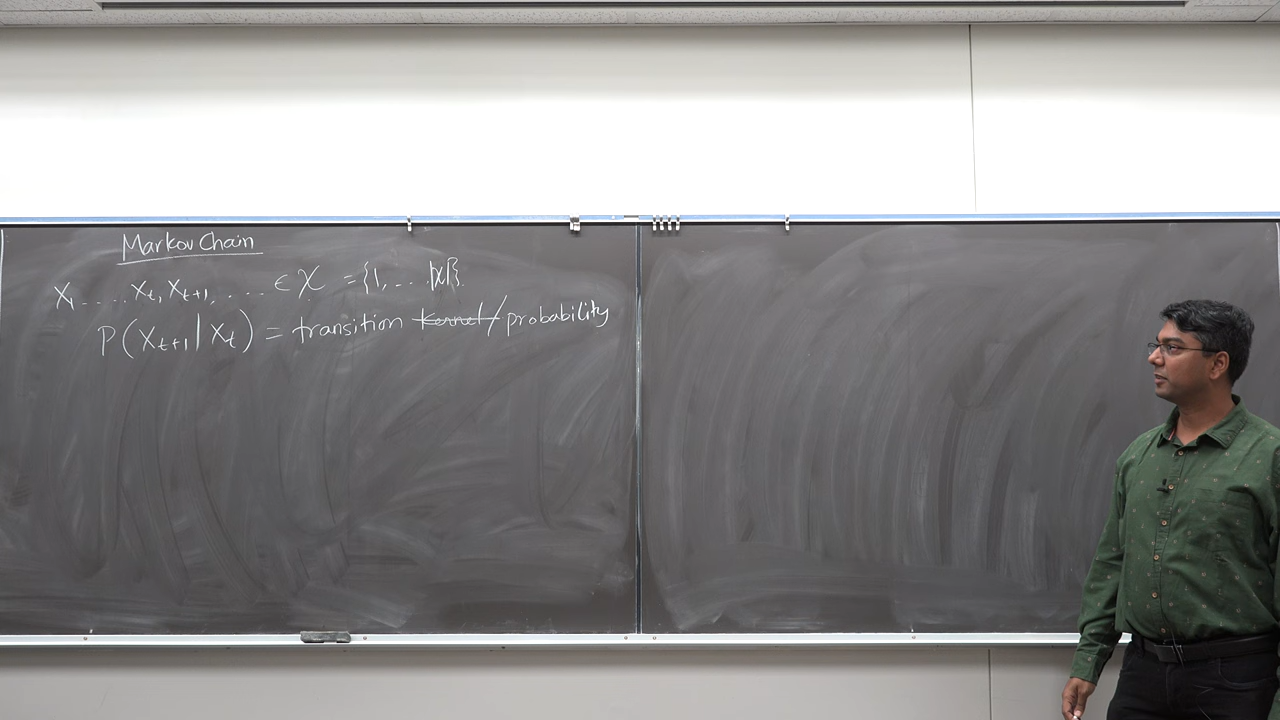 Markov Chain
X₁ .... Xₜ, Xₜ₊₁, .... ∈ 𝒳 = {1, ... |𝒳|}.
P(Xₜ₊₁ | Xₜ) = transition ~~Kernel~~ / probability